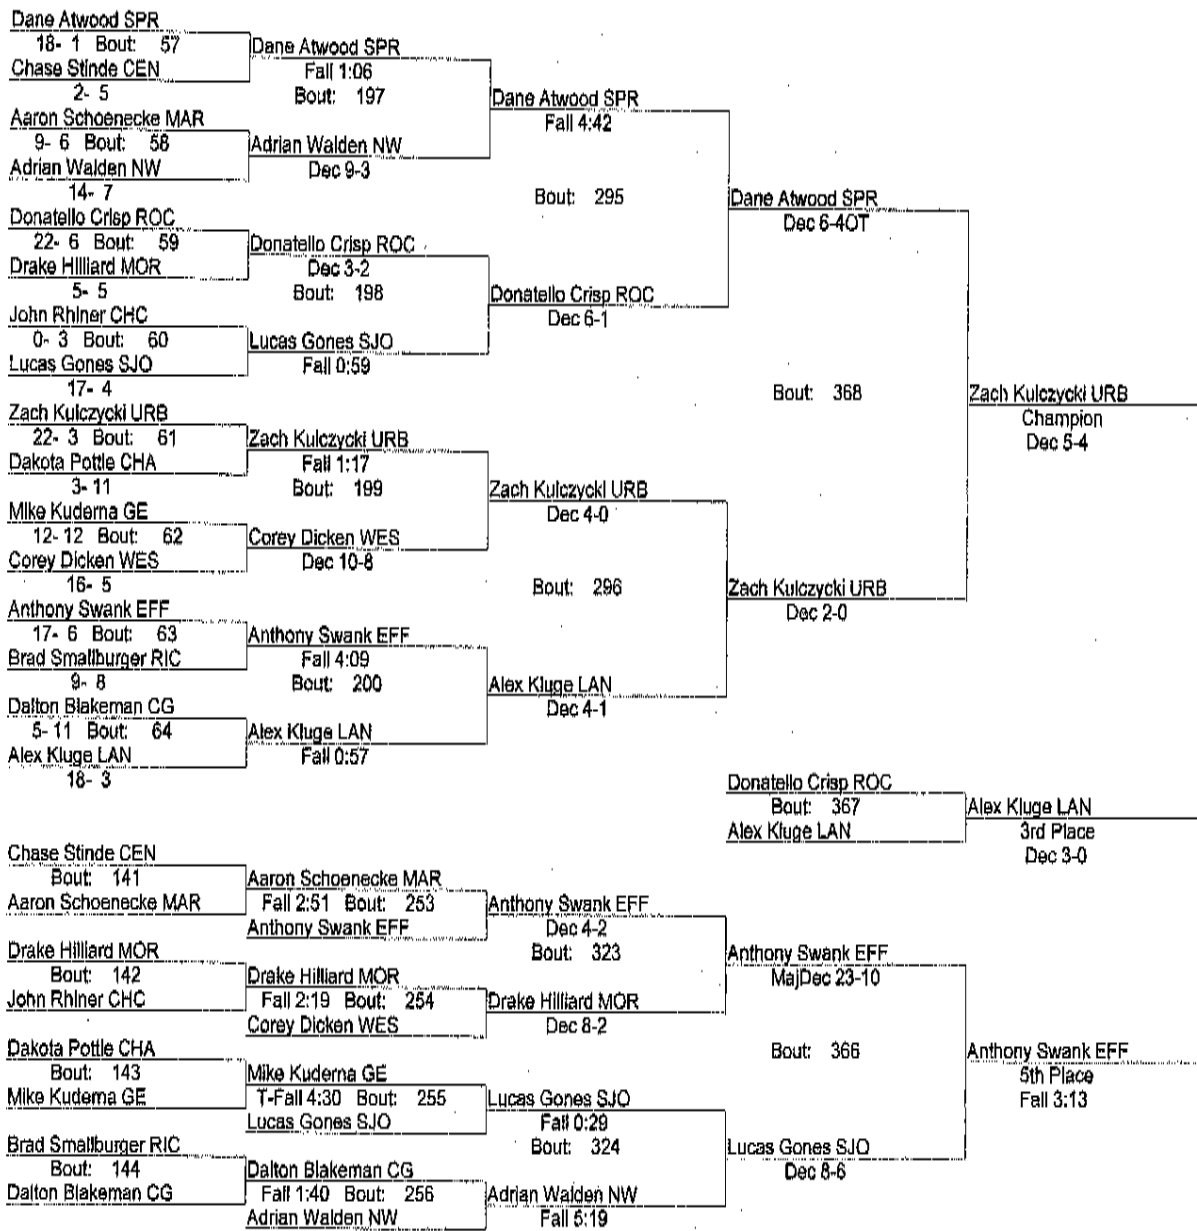 Dane Atwood SPR
18- 1 Bout: 57
Chase Stinde CEN
2- 5
Aaron Schoenecke MAR
9- 6 Bout: 58
Adrian Walden NW
14- 7
Donatello Crisp ROC
22- 6 Bout: 59
Drake Hilliard MOR
5- 5
John Rhiner CHC
0- 3 Bout: 60
Lucas Gones SJO
17- 4
Zach Kulczycki URB
22- 3 Bout: 61
Dakota Pottle CHA
3- 11
Mike Kuderna GE
12- 12 Bout: 62
Corey Dicken WES
16- 5
Anthony Swank EFF
17- 6 Bout: 63
Brad Smallburger RIC
9- 8
Dalton Blakeman CG
5- 11 Bout: 64
Alex Kluge LAN
18- 3
Dane Atwood SPR
Fall 1:06
Bout: 197
Adrian Walden NW
Dec 9-3
Donatello Crisp ROC
Dec 3-2
Bout: 198
Lucas Gones SJO
Fall 0:59
Zach Kulczycki URB
Fall 1:17
Bout: 199
Corey Dicken WES
Dec 10-8
Anthony Swank EFF
Fall 4:09
Bout: 200
Alex Kluge LAN
Fall 0:57
Dane Atwood SPR
Fall 4:42
Bout: 295
Donatello Crisp ROC
Dec 6-1
Zach Kulczycki URB
Dec 4-0
Bout: 296
Alex Kluge LAN
Dec 4-1
Dane Atwood SPR
Dec 6-4OT
Bout: 368
Zach Kulczycki URB
Dec 2-0
Zach Kulczycki URB
Champion
Dec 5-4
Donatello Crisp ROC
Bout: 367
Alex Kluge LAN
Alex Kluge LAN
3rd Place
Dec 3-0
Chase Stinde CEN
Bout: 141
Aaron Schoenecke MAR
Drake Hilliard MOR
Bout: 142
John Rhiner CHC
Dakota Pottle CHA
Bout: 143
Mike Kuderna GE
Brad Smallburger RIC
Bout: 144
Dalton Blakeman CG
Aaron Schoenecke MAR
Fall 2:51 Bout: 253
Anthony Swank EFF
Drake Hilliard MOR
Fall 2:19 Bout: 254
Corey Dicken WES
Mike Kuderna GE
T-Fall 4:30 Bout: 255
Lucas Gones SJO
Dalton Blakeman CG
Fall 1:40 Bout: 256
Adrian Walden NW
Anthony Swank EFF
Dec 4-2
Bout: 323
Drake Hilliard MOR
Dec 8-2
Lucas Gones SJO
Fall 0:29
Bout: 324
Adrian Walden NW
Fall 5:19
Anthony Swank EFF
MajDec 23-10
Bout: 366
Lucas Gones SJO
Dec 8-6
Anthony Swank EFF
5th Place
Fall 3:13